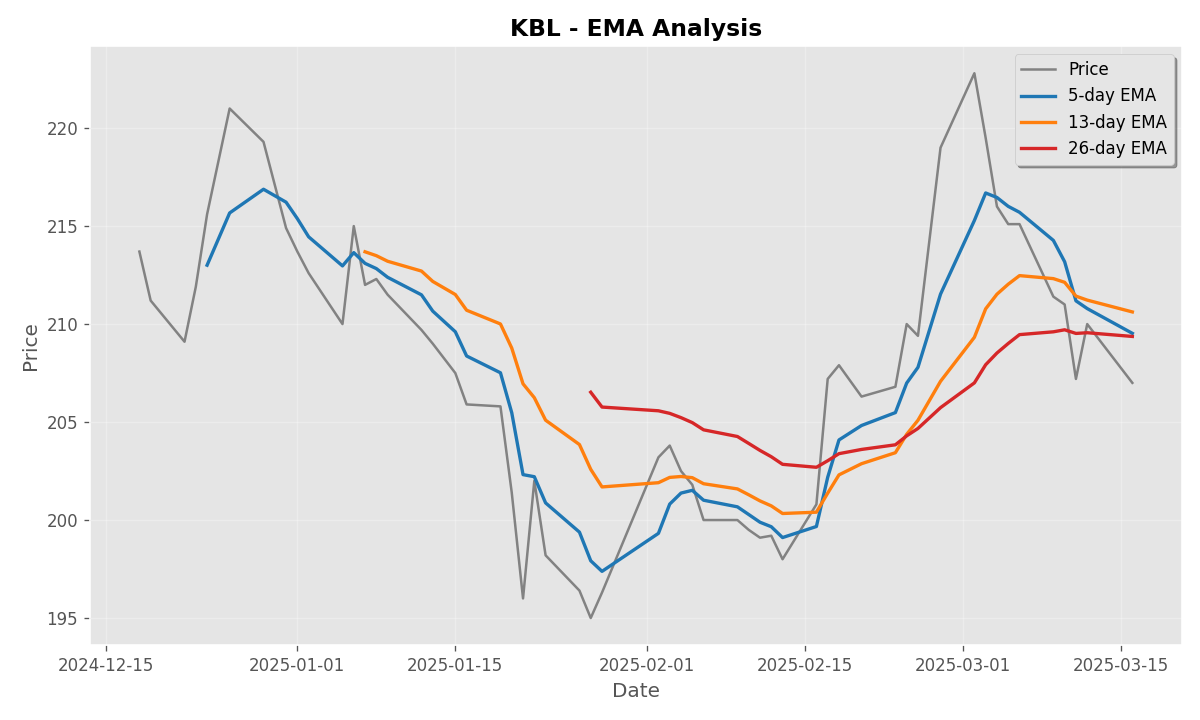 KBL - EMA Analysis
Price
5-day EMA
13-day EMA
26-day EMA
Price
220
215
210
205
200
195
2024-12-15
2025-01-01
2025-01-15
2025-02-01
2025-02-15
2025-03-01
2025-03-15
Date